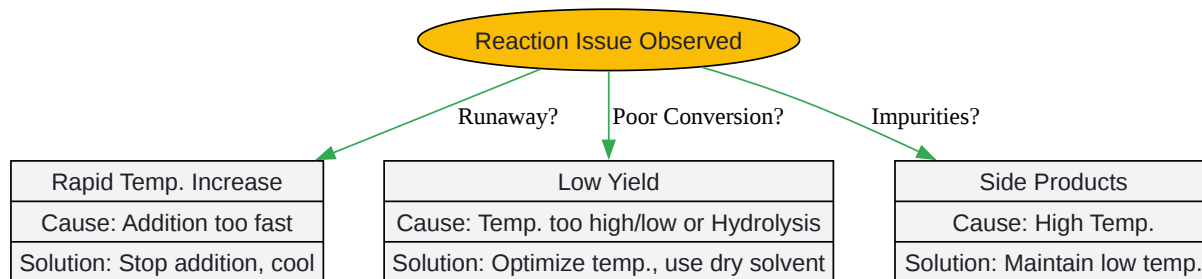 Reaction Issue Observed
Runaway?
Poor Conversion?
Impurities?
Rapid Temp. Increase
Cause: Addition too fast
Solution: Stop addition, cool
Low Yield
Cause: Temp. too high/low or Hydrolysis
Solution: Optimize temp., use dry solvent
Side Products
Cause: High Temp.
Solution: Maintain low temp.